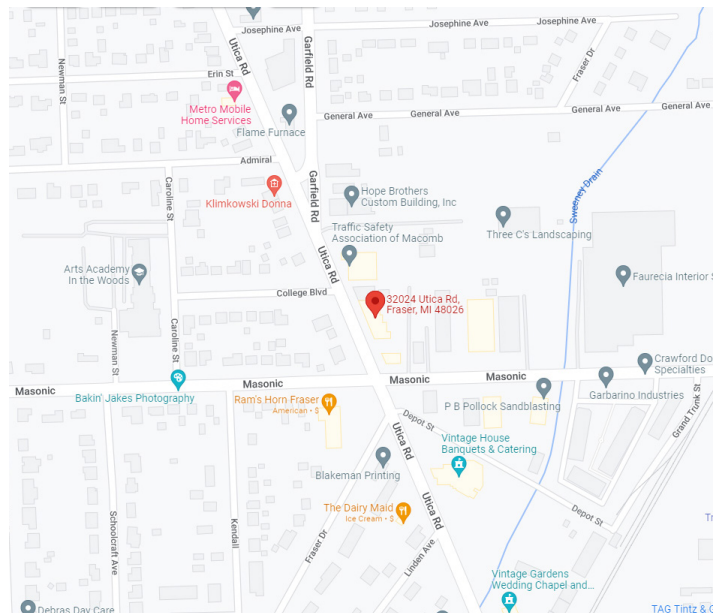 Josephine Ave
Josephine Ave
Utica Rd
Garfield Rd
Newman St
Erin St
Fraser Dr
Metro Mobile
Home Services
Flame Furnace
General Ave
General Ave
General Ave
Admiral
Klimkowski Donna
Caroline St
Garfield Rd
Hope Brothers
Custom Building, Inc
Sweeney Drain
Traffic Safety
Association of Macomb
Three C's Landscaping
Utica Rd
Arts Academy
In the Woods
Faurecia Interior S
College Blvd
32024 Utica Rd,
Fraser, MI 48026
Newman St
Caroline St
Crawford Do
Specialties
Masonic
Masonic
Masonic
Masonic
Bakin' Jakes Photography
Ram's Horn Fraser
American • $
P B Pollock Sandblasting
Garbarino Industries
Grand Trunk St
Depot St
Utica Rd
Vintage House
Banquets & Catering
Blakeman Printing
The Dairy Maid
Ice Cream • $
Utica Rd
Depot St
Schoolcraft Ave
Kendall
Fraser Dr
Linden Ave
Vintage Gardens
Wedding Chapel and...
Debras Day Care
TAG Tintz & G